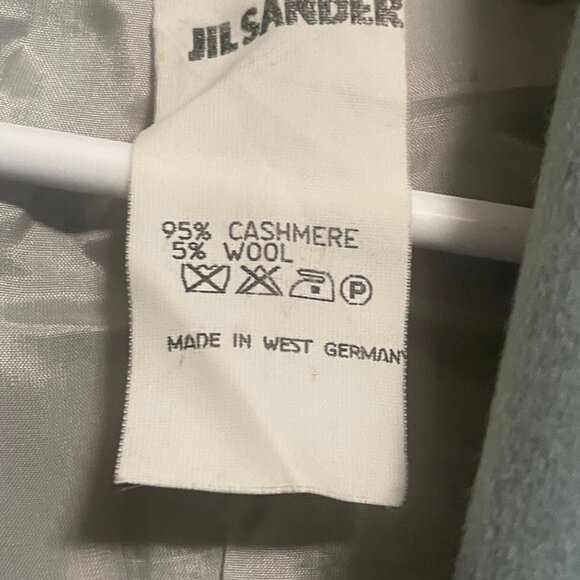 JIL SANDER
95% CASHMERE
5% WOOL
P
MADE IN WEST GERMANY